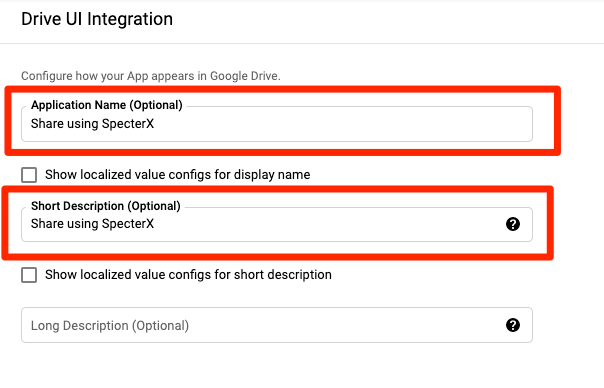 Drive UI Integration
Configure how your App appears in Google Drive.
Application Name (Optional)
Share using SpecterX
Show localized value configs for display name
Short Description (Optional)
Share using SpecterX
?
Show localized value configs for short description
Long Description (Optional)
?